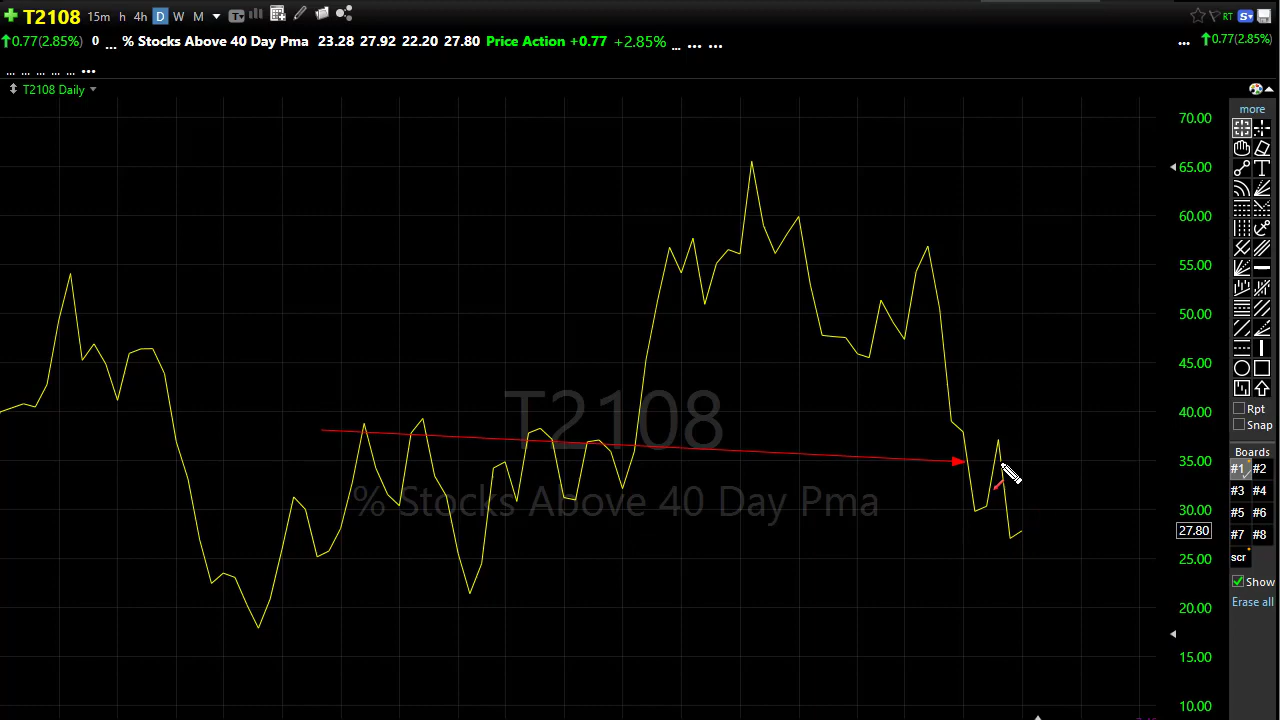 T2108 15m h 4h D W M T RT S
0.77(2.85%) 0 ... % Stocks Above 40 Day Pma 23.28 27.92 22.20 27.80 Price Action +0.77 +2.85% ... ... ... ... 0.77(2.85%)
... ... ... ... ... ...
T2108 Daily
more
70.00
65.00
60.00
55.00
50.00
45.00
40.00
35.00
30.00
27.80
25.00
20.00
15.00
10.00
T2108
% Stocks Above 40 Day Pma
T
Rpt
Snap
Boards
#1 #2
#3 #4
#5 #6
#7 #8
scr
Show
Erase all